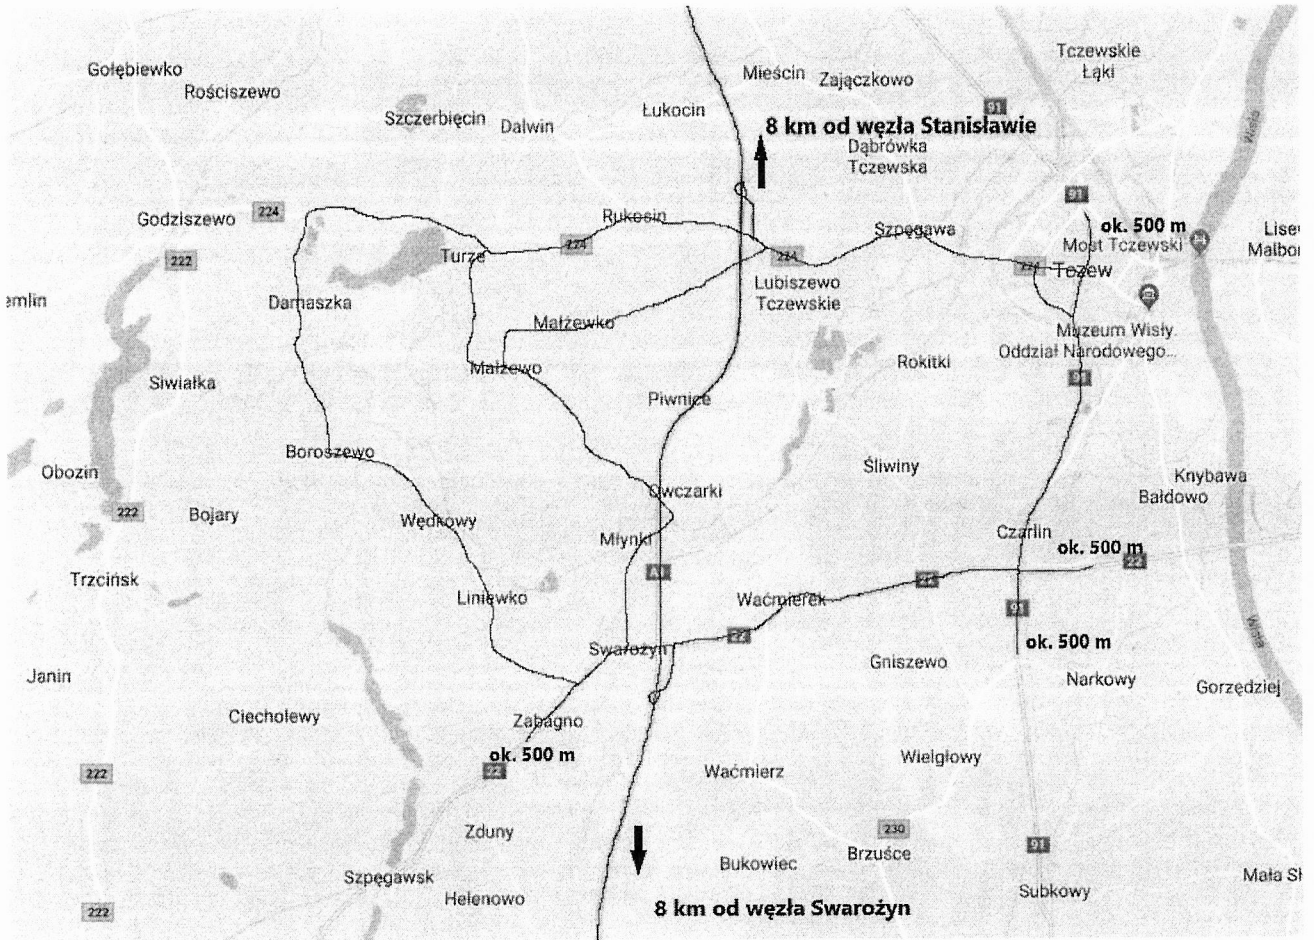 Gołębiewko
Rościszewo
Szczerbięcin
Dalwin
Łukocin
Mieścin
Zajączkowo
Tczewskie
Łąki
91
8 km od węzła Stanisławie
Dąbrówka
Tczewska
Wisła
Godziszewo
224
222
Rukosin
224
Turze
Szpęgawa
91
ok. 500 m
Most Tczewski
Malbor
224
224
Tczew
Lubiszewo
Tczewskie
emlin
Damaszka
Małżewko
Muzeum Wisły
Oddział Narodowego...
Siwiałka
Małżewo
Rokitki
91
Piwnice
Boroszewo
Obozin
222
Bojary
Wędkowy
Owczarki
Śliwiny
Knybawa
Bałdowo
Młynki
Czarlin
ok. 500 m
22
Trzcińsk
A1
22
Liniewko
Waćmierek
91
22
Swarożyn
ok. 500 m
Wisła
Gniszewo
Narkowy
Gorzędziej
Janin
Ciecholewy
Zabagno
ok. 500 m
22
222
Waćmierz
Wielgłowy
Zduny
230
Brzuśce
91
Bukowiec
Szpęgawsk
Helenowo
Subkowy
222
8 km od węzła Swarożyn